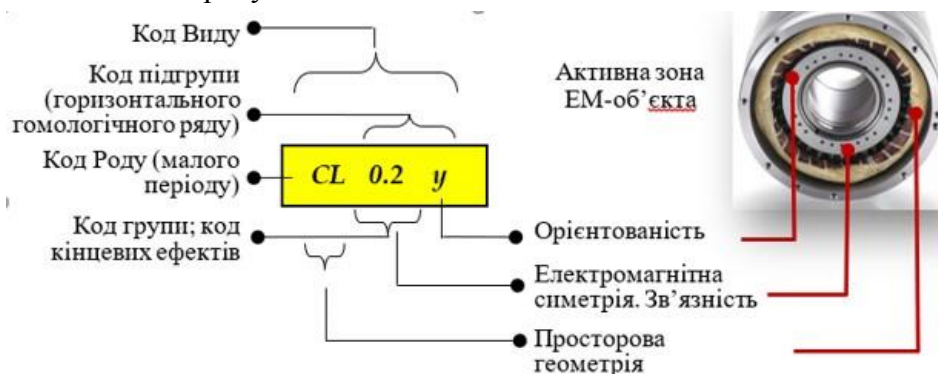 Код Виду
Код підгрупи
(горизонтального
гомологічного ряду)
Код Роду (малого
періоду)
Код групи; код
кінцевих ефектів
CL 0.2 y
Активна зона
ЕМ-об’єкта
Орієнтованість
Електромагнітна
симетрія. Зв’язність
Просторова
геометрія